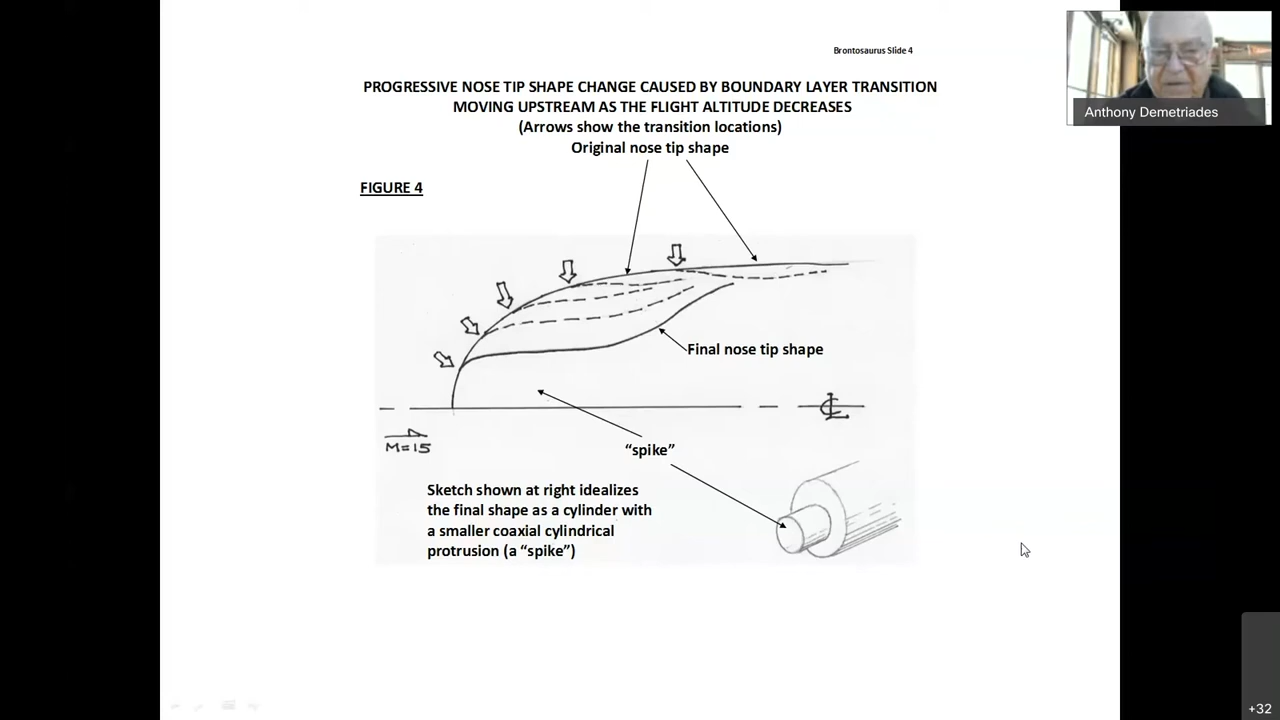 Brontosaurus Slide 4
Anthony Demetriades
PROGRESSIVE NOSE TIP SHAPE CHANGE CAUSED BY BOUNDARY LAYER TRANSITION
MOVING UPSTREAM AS THE FLIGHT ALTITUDE DECREASES
(Arrows show the transition locations)
Original nose tip shape
FIGURE 4
Final nose tip shape
CL
M=15
“spike”
Sketch shown at right idealizes
the final shape as a cylinder with
a smaller coaxial cylindrical
protrusion (a “spike”)
+32